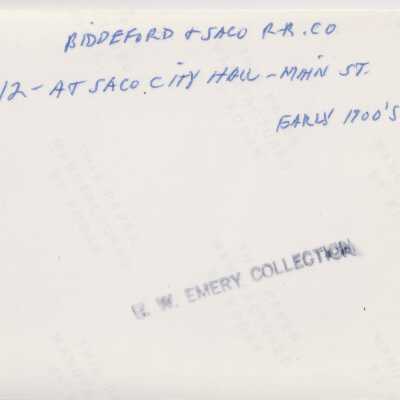 BIDDEFORD & SACO R-R. CO
12- AT SACO CITY HALL - MAIN ST.
EARLY 1900'S
W. EMERY COLLECTION